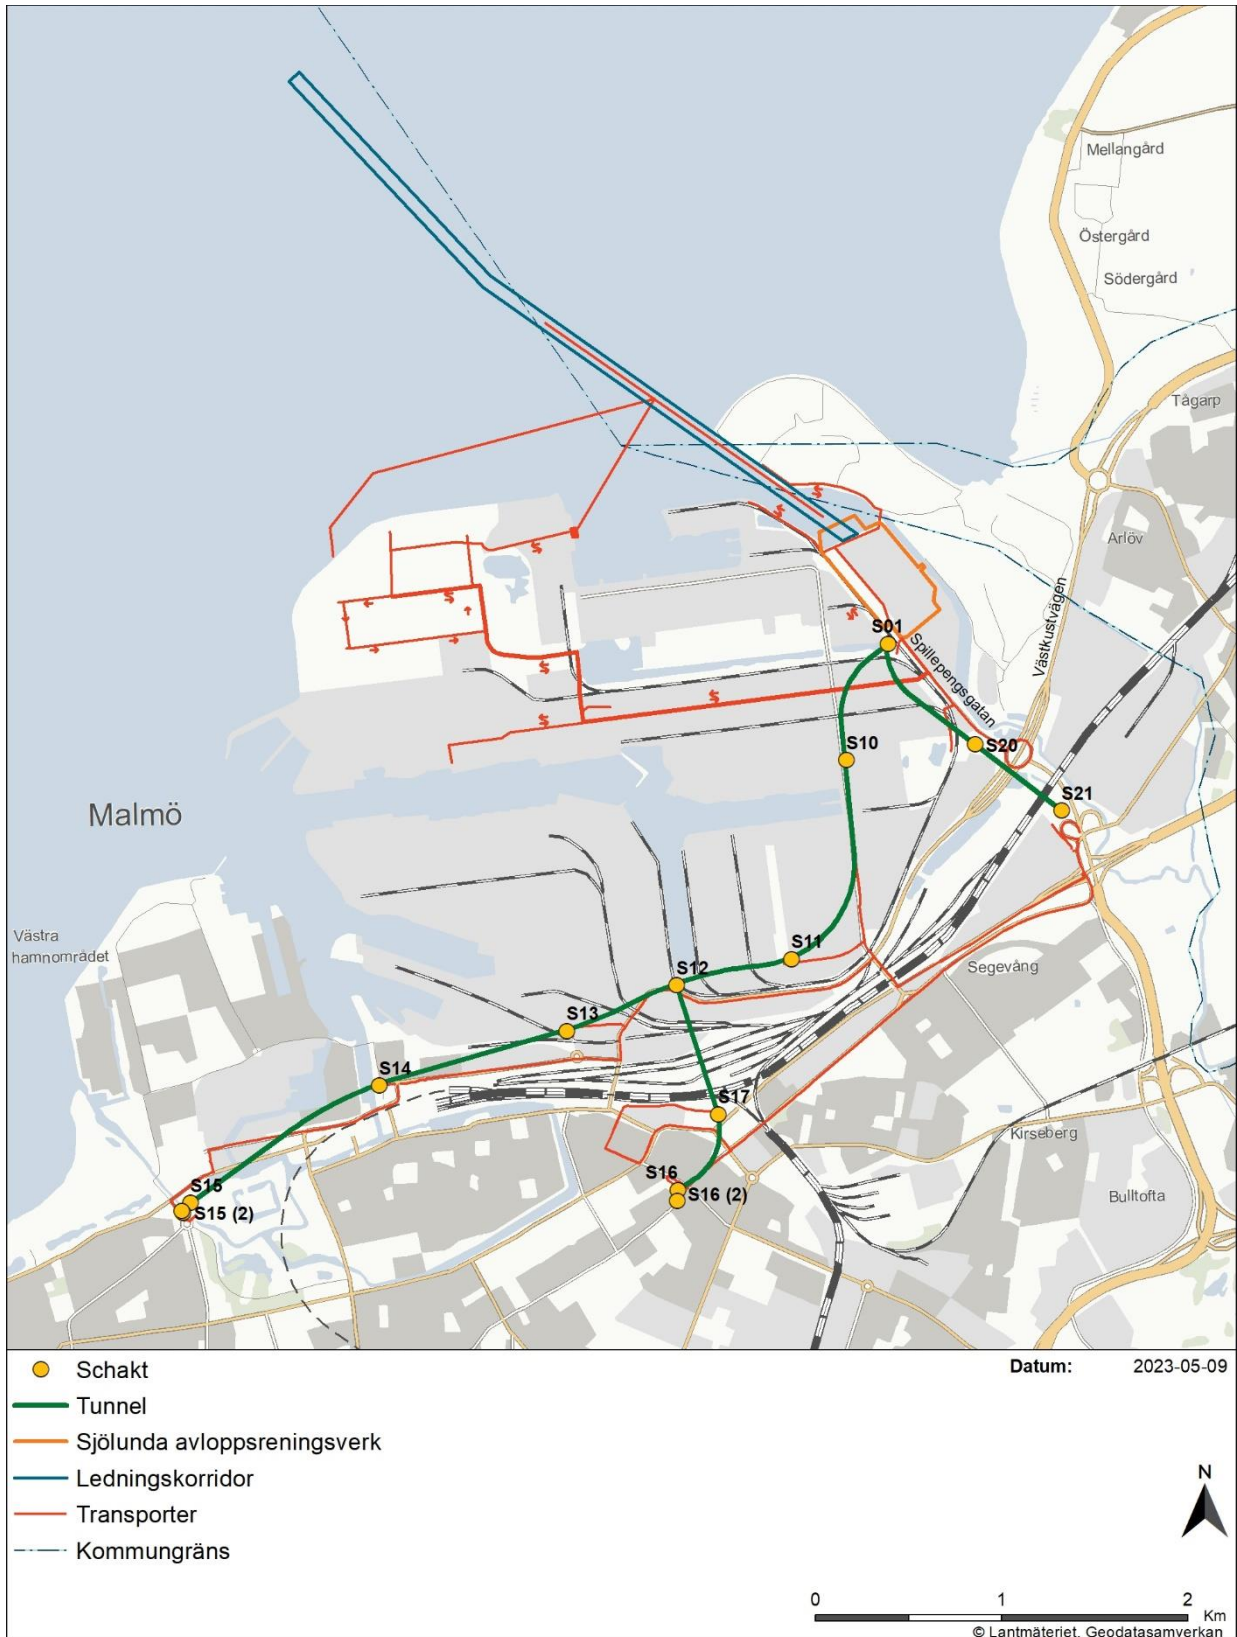 Mellangård
Östergård
Södergård
Tågarp
Arlöv
Västkustvägen
S01
Spillepengsgatan
S20
S10
S21
Malmö
Västra
hamnområdet
S11
Segevång
S12
S13
S14
S17
Kirseberg
S16
S15
S16 (2)
Bulltofta
S15 (2)
Schakt
Datum: 2023-05-09
Tunnel
Sjölunda avloppsreningsverk
Ledningskorridor
Transporter
Kommungräns
N
0 1 2
Km
© Lantmäteriet, Geodatasamverkan